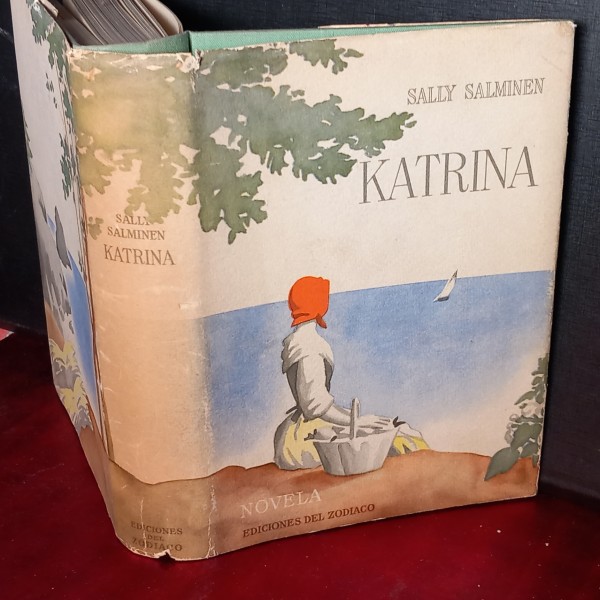 SALLY SALMINEN
KATRINA
NOVELA
EDICIONES DEL ZODIACO
SALLY
SALMINEN
KATRINA
EDICIONES
DEL
ZODIACO